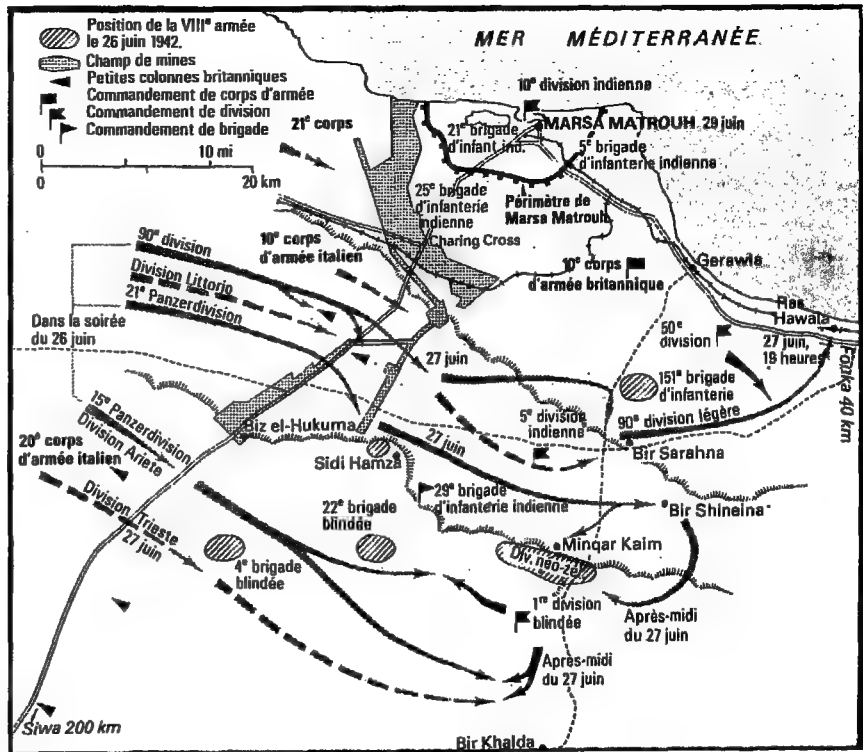 Position de la VIIIe armée
le 26 juin 1942.
Champ de mines
Petites colonnes britanniques
Commandement de corps d'armée
Commandement de division
Commandement de brigade
0 10 mi
0 20 km
MER MÉDITERRANÉE
10e division indienne
MARSA MATROUH 29 juin
21e corps
21e brigade
d'infant. ind.
5e brigade
d'infanterie indienne
25e brigade
d'infanterie
indienne
Périmètre de
Marsa Matrouh
Charing Cross
90e division
Division Littorio
21e Panzerdivision
10e corps
d'armée italien
10e corps
d'armée britannique
Gerawla
Ras
Hawala
27 juin,
19 heures
Fouka 40 km
Dans la soirée
du 26 juin
50e
division
27 juin
151e brigade
d'infanterie
90e division légère
15e Panzerdivision
Division Ariete
20e corps
d'armée italien
Biz el-Hukuma
Sidi Hamza
27 juin
5e division
indienne
Bir Sarahna
Division Trieste
27 juin
22e brigade
blindée
29e brigade
d'infanterie indienne
Bir Shineina
4e brigade
blindée
Minqar Kaim
Div. néo-zé
1re division
blindée
Après-midi
du 27 juin
Après-midi
du 27 juin
Siwa 200 km
Bir Khalda